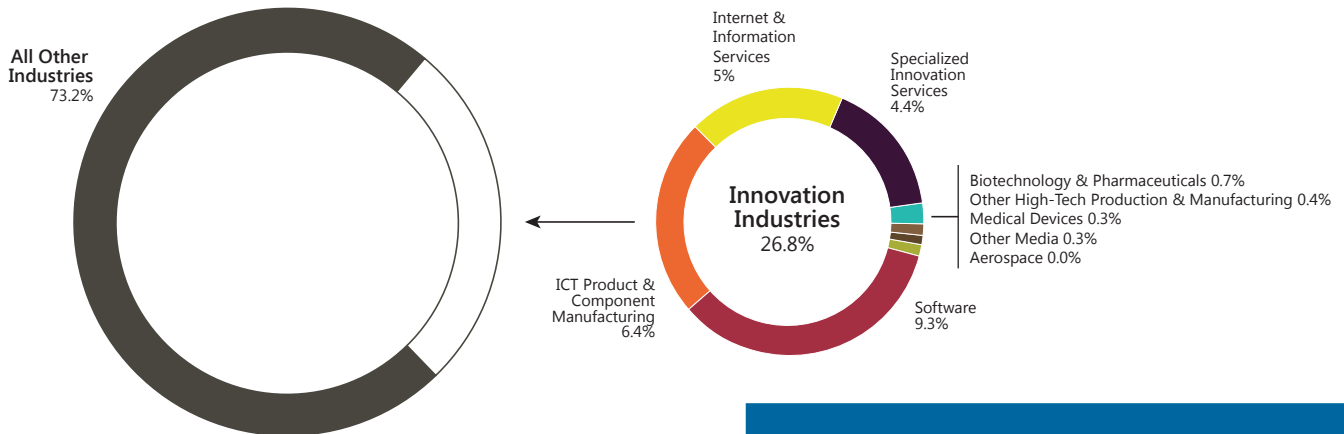 All Other
Industries
73.2%
Internet &
Information
Services
5%
Specialized
Innovation
Services
4.4%
Innovation
Industries
26.8%
Biotechnology & Pharmaceuticals 0.7%
Other High-Tech Production & Manufacturing 0.4%
Medical Devices 0.3%
Other Media 0.3%
Aerospace 0.0%
ICT Product &
Component
Manufacturing
6.4%
Software
9.3%